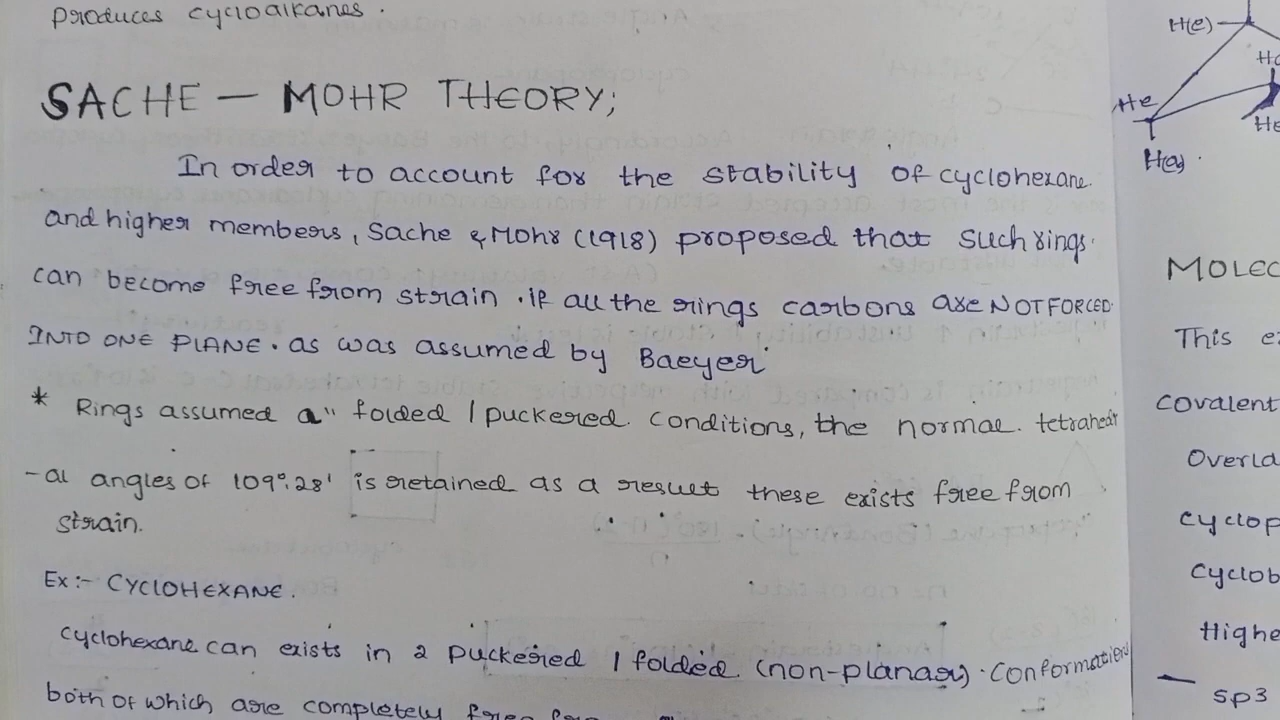 produces cycloalkanes.
SACHE – MOHR THEORY;
In order to account for the stability of cyclohexane.
and higher members, Sache & Mohr (1918) proposed that such rings.
can become free from strain . if all the rings carbons are NOT FORCED
INTO ONE PLANE . as was assumed by Baeyer
* Rings assumed a" folded / puckered. conditions, the normal. tetrahedr
-al angles of 109°.28' is retained as a result these exists free from
strain.
Ex :- CYCLOHEXANE.
cyclohexane can exists in 2 puckered / folded. (non-planar) . conformations
both of which are completely free
H(e)
He
H(a) .
MOLEC
This e
covalent
Overla
cyclop
cyclob
Highe
– sp3